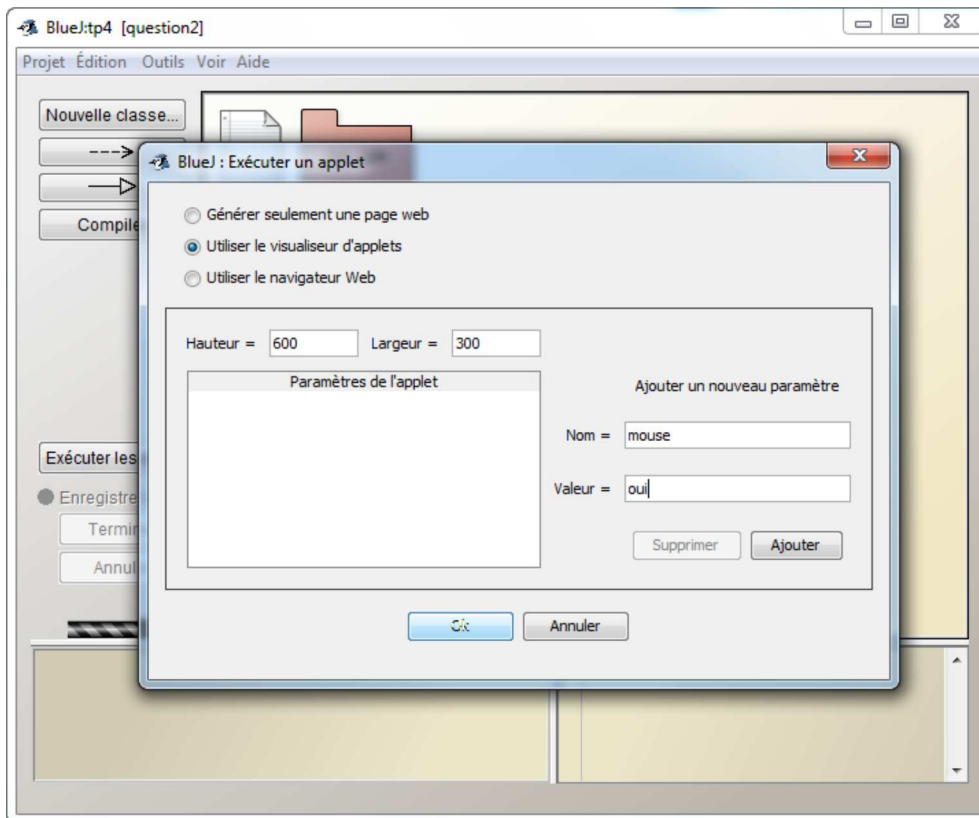 BlueJ:tp4 [question2]
Projet Édition Outils Voir Aide
Nouvelle classe...
Compile
BlueJ : Exécuter un applet
Générer seulement une page web
Utiliser le visualiseur d'applets
Utiliser le navigateur Web
Hauteur = 600 Largeur = 300
Paramètres de l'applet
Ajouter un nouveau paramètre
Nom = mouse
Valeur = oui
Supprimer Ajouter
Exécuter les
Enregistre
Termin
Annul
Ok Annuler